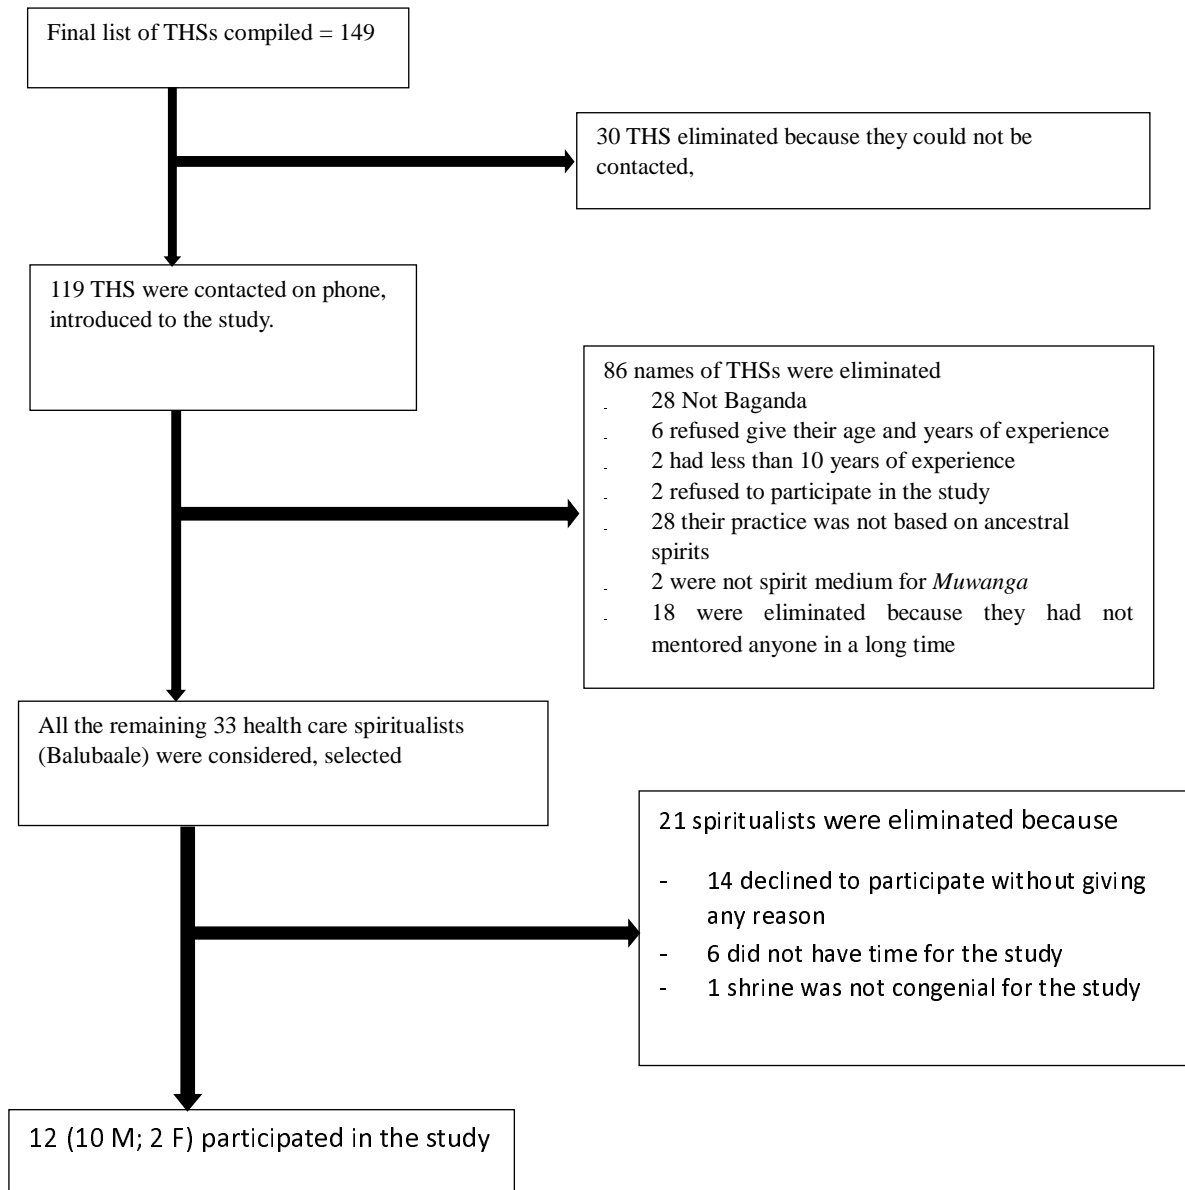 Final list of THSs compiled = 149
30 THS eliminated because they could not be
contacted,
119 THS were contacted on phone,
introduced to the study.
86 names of THSs were eliminated
- 28 Not Baganda
- 6 refused give their age and years of experience
- 2 had less than 10 years of experience
- 2 refused to participate in the study
- 28 their practice was not based on ancestral
spirits
- 2 were not spirit medium for Muwanga
- 18 were eliminated because they had not
mentored anyone in a long time
All the remaining 33 health care spiritualists
(Balubaale) were considered, selected
21 spiritualists were eliminated because
- 14 declined to participate without giving
any reason
- 6 did not have time for the study
- 1 shrine was not congenial for the study
12 (10 M; 2 F) participated in the study